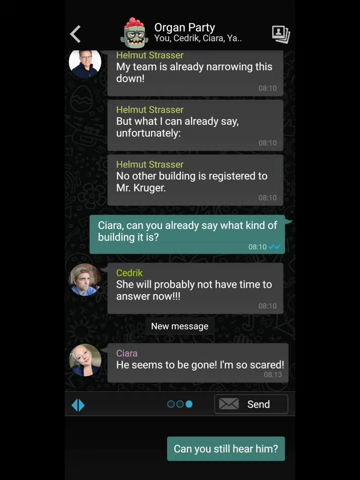 Organ Party
You, Cedrik, Ciara, Ya..
Helmut Strasser
My team is already narrowing this
down!
08:10
Helmut Strasser
But what I can already say,
unfortunately:
08:10
Helmut Strasser
No other building is registered to
Mr. Kruger.
08:10
Ciara, can you already say what kind of
building it is?
08:10
Cedrik
She will probably not have time to
answer now!!!
08:10
New message
Ciara
He seems to be gone! I'm so scared!
08:13
Send
Can you still hear him?